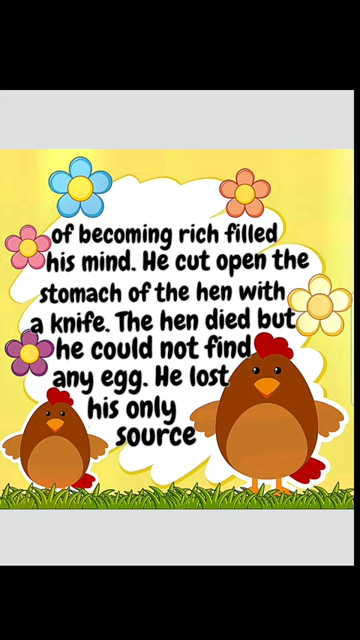 of becoming rich filled
his mind. He cut open the
stomach of the hen with
a knife. The hen died but
he could not find
any egg. He lost
his only
source